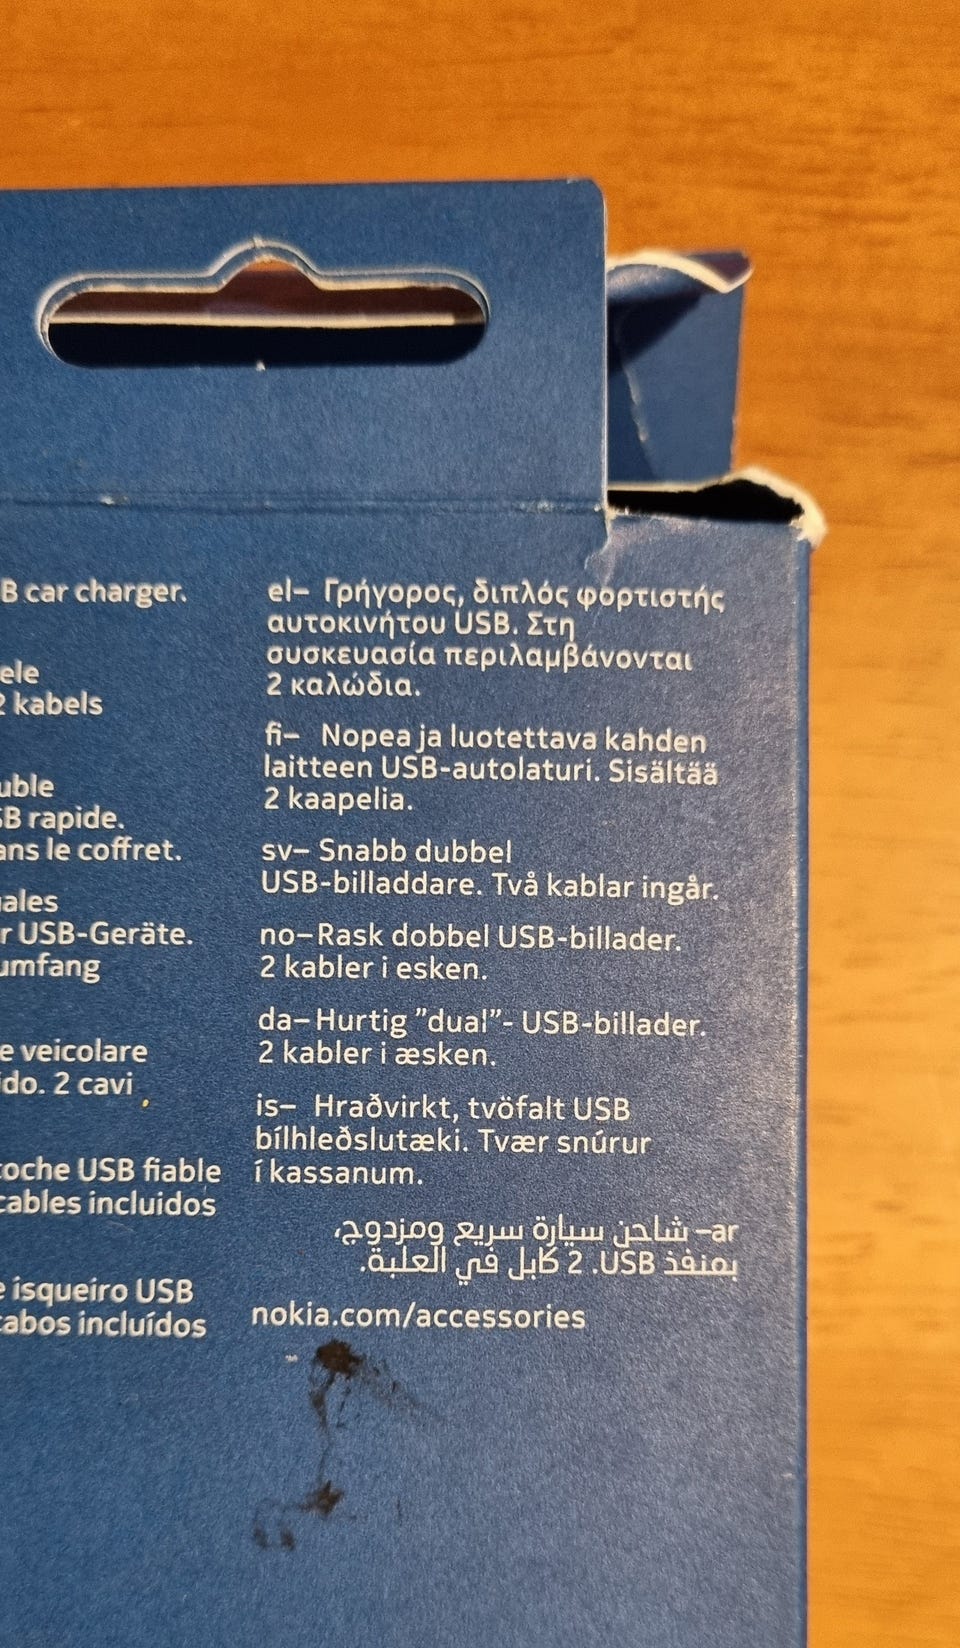 B car charger.
ele
2 kabels
uble
SB rapide.
ans le coffret.
ales
r USB-Geräte.
umfang
e veicolare
ido. 2 cavi
coche USB fiable
cables incluidos
e ísqueiro USB
cabos incluídos
el– Γρήγορος, διπλός φορτιστής
αυτοκινήτου USB. Στη
συσκευασία περιλαμβάνονται
2 καλώδια.
fi– Nopea ja luotettava kahden
laitteen USB-autolaturi. Sisältää
2 kaapelia.
sv– Snabb dubbel
USB-billaddare. Två kablar ingår.
no–Rask dobbel USB-billader.
2 kabler i esken.
da–Hurtig ”dual”- USB-billader.
2 kabler i æsken.
is– Hraðvirkt, tvöfalt USB
bílhleðslutæki. Tvær snúrur
í kassanum.
ar– شاحن سيارة سريع ومزدوج،
بمنفذ USB. 2 كابل في العلبة.
nokia.com/accessories